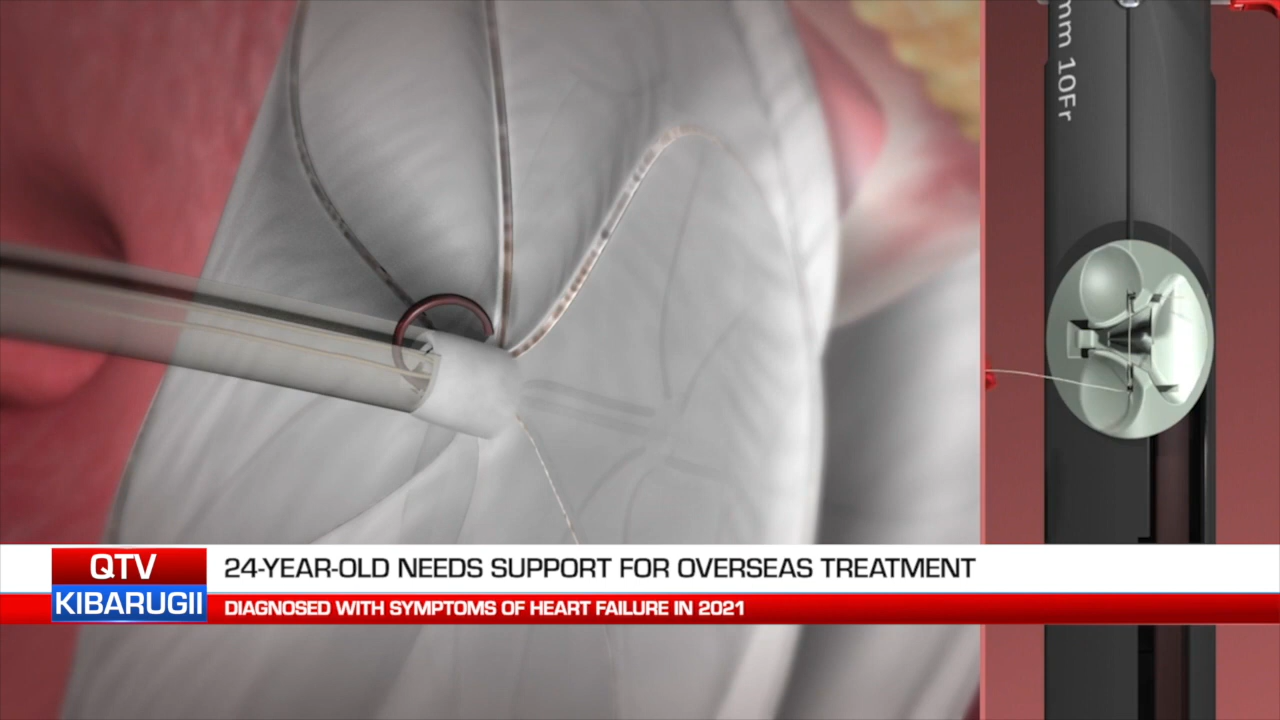 mm 10Fr
QTV
KIBARUGII
24-YEAR-OLD NEEDS SUPPORT FOR OVERSEAS TREATMENT
DIAGNOSED WITH SYMPTOMS OF HEART FAILURE IN 2021